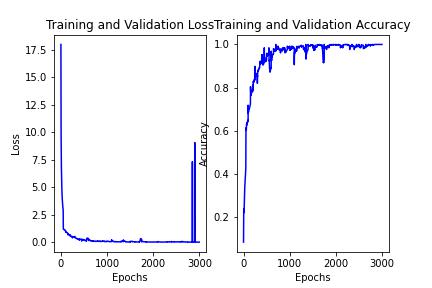 Training and Validation Loss
Training and Validation Accuracy
Loss
17.5
15.0
12.5
10.0
7.5
5.0
2.5
0.0
0 1000 2000 3000
Epochs
Accuracy
1.0
0.8
0.6
0.4
0.2
0 1000 2000 3000
Epochs